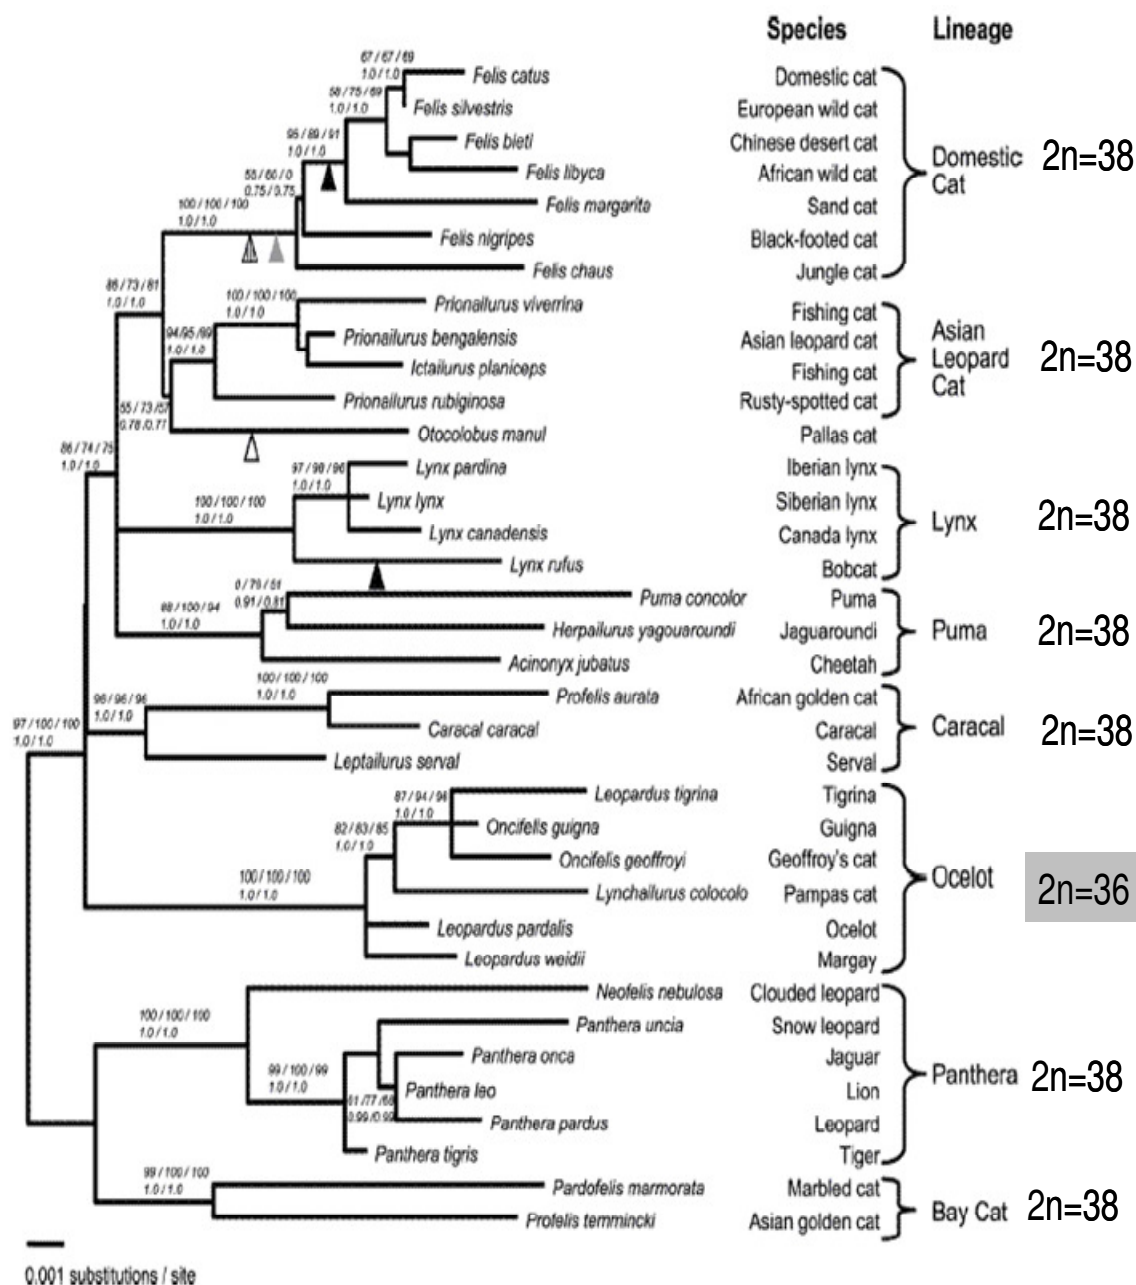 Species Lineage
67/67/69
1.0/1.0
Felis catus Domestic cat
58/75/69
1.0/1.0
Felis silvestris European wild cat
95/89/91
1.0/1.0
Felis bieti Chinese desert cat
Domestic Cat 2n=38
Felis libyca African wild cat
0.75/0.75
Felis margarita Sand cat
100/100/100
1.0/1.0
Felis nigripes Black-footed cat
Felis chaus Jungle cat
86/73/81
1.0/1.0
100/100/100
1.0/1.0
Prionailurus viverrina Fishing cat
94/95/99
1.0/1.0
Prionailurus bengalensis Asian leopard cat
Asian Leopard Cat 2n=38
Ictailurus planiceps Fishing cat
Prionailurus rubiginosa Rusty-spotted cat
55/73/57
0.78/0.77
Otocolobus manul Pallas cat
86/74/75
1.0/1.0
97/98/96
1.0/1.0
Lynx pardina Iberian lynx
100/100/100
1.0/1.0
Lynx lynx Siberian lynx
Lynx 2n=38
Lynx canadensis Canada lynx
Lynx rufus Bobcat
0/79/51
0.91/0.81
Puma concolor Puma
88/100/94
1.0/1.0
Herpailurus yagouaroundi Jaguaroundi
Puma 2n=38
Acinonyx jubatus Cheetah
100/100/100
1.0/1.0
Profelis aurata African golden cat
96/96/96
1.0/1.0
Caracal caracal Caracal
Caracal 2n=38
97/100/100
1.0/1.0
Leptailurus serval Serval
87/94/96
1.0/1.0
Leopardus tigrina Tigrina
82/83/85
1.0/1.0
Oncifelis guigna Guigna
Oncifelis geoffroyi Geoffroy's cat
100/100/100
1.0/1.0
Ocelot 2n=36
Lynchailurus colocolo Pampas cat
Leopardus pardalis Ocelot
Leopardus weidii Margay
Neofelis nebulosa Clouded leopard
100/100/100
1.0/1.0
Panthera uncia Snow leopard
Panthera onca Jaguar
99/100/99
1.0/1.0
Panthera 2n=38
Panthera leo Lion
0.99/0.99
Panthera pardus Leopard
Panthera tigris Tiger
99/100/100
1.0/1.0
Pardofelis marmorata Marbled cat
Bay Cat 2n=38
Profelis temmincki Asian golden cat
0.001 substitutions / site